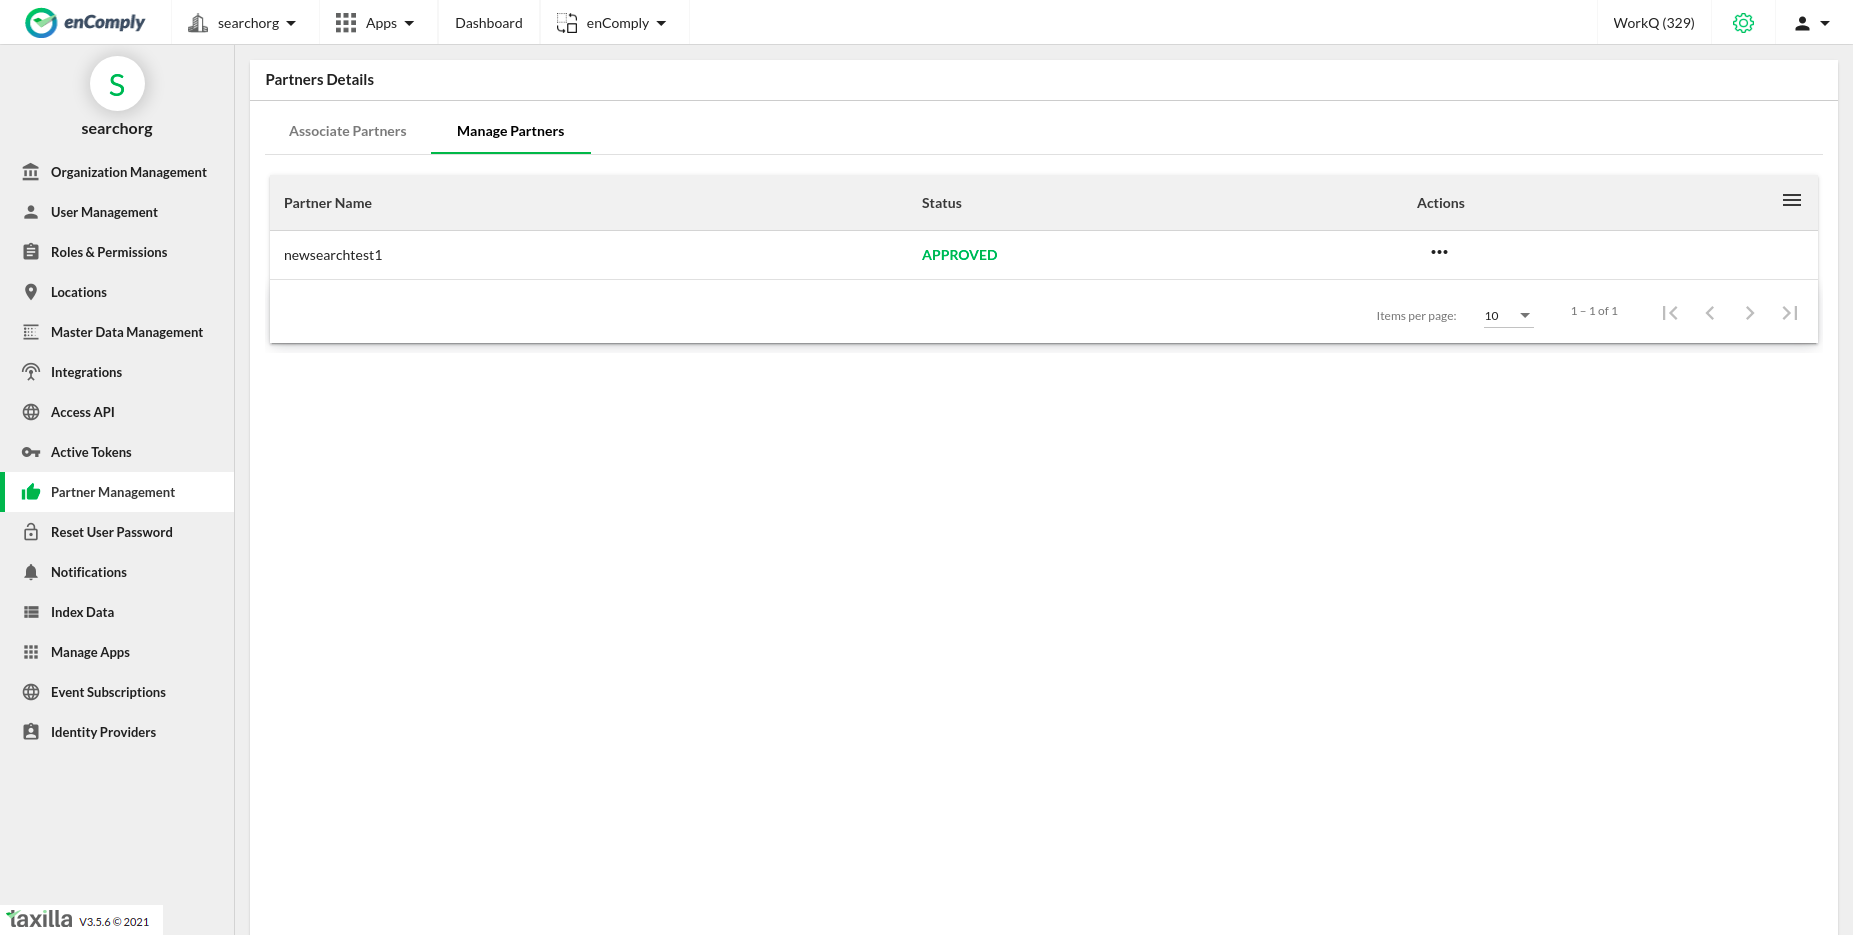 enComply
searchorg
Apps
Dashboard
enComply
WorkQ (329)
S
searchorg
Organization Management
User Management
Roles & Permissions
Locations
Master Data Management
Integrations
Access API
Active Tokens
Partner Management
Reset User Password
Notifications
Index Data
Manage Apps
Event Subscriptions
Identity Providers
taxilla V3.5.6 © 2021
Partners Details
Associate Partners
Manage Partners
Partner Name Status Actions
newsearchtest1 APPROVED
Items per page: 10 1 – 1 of 1